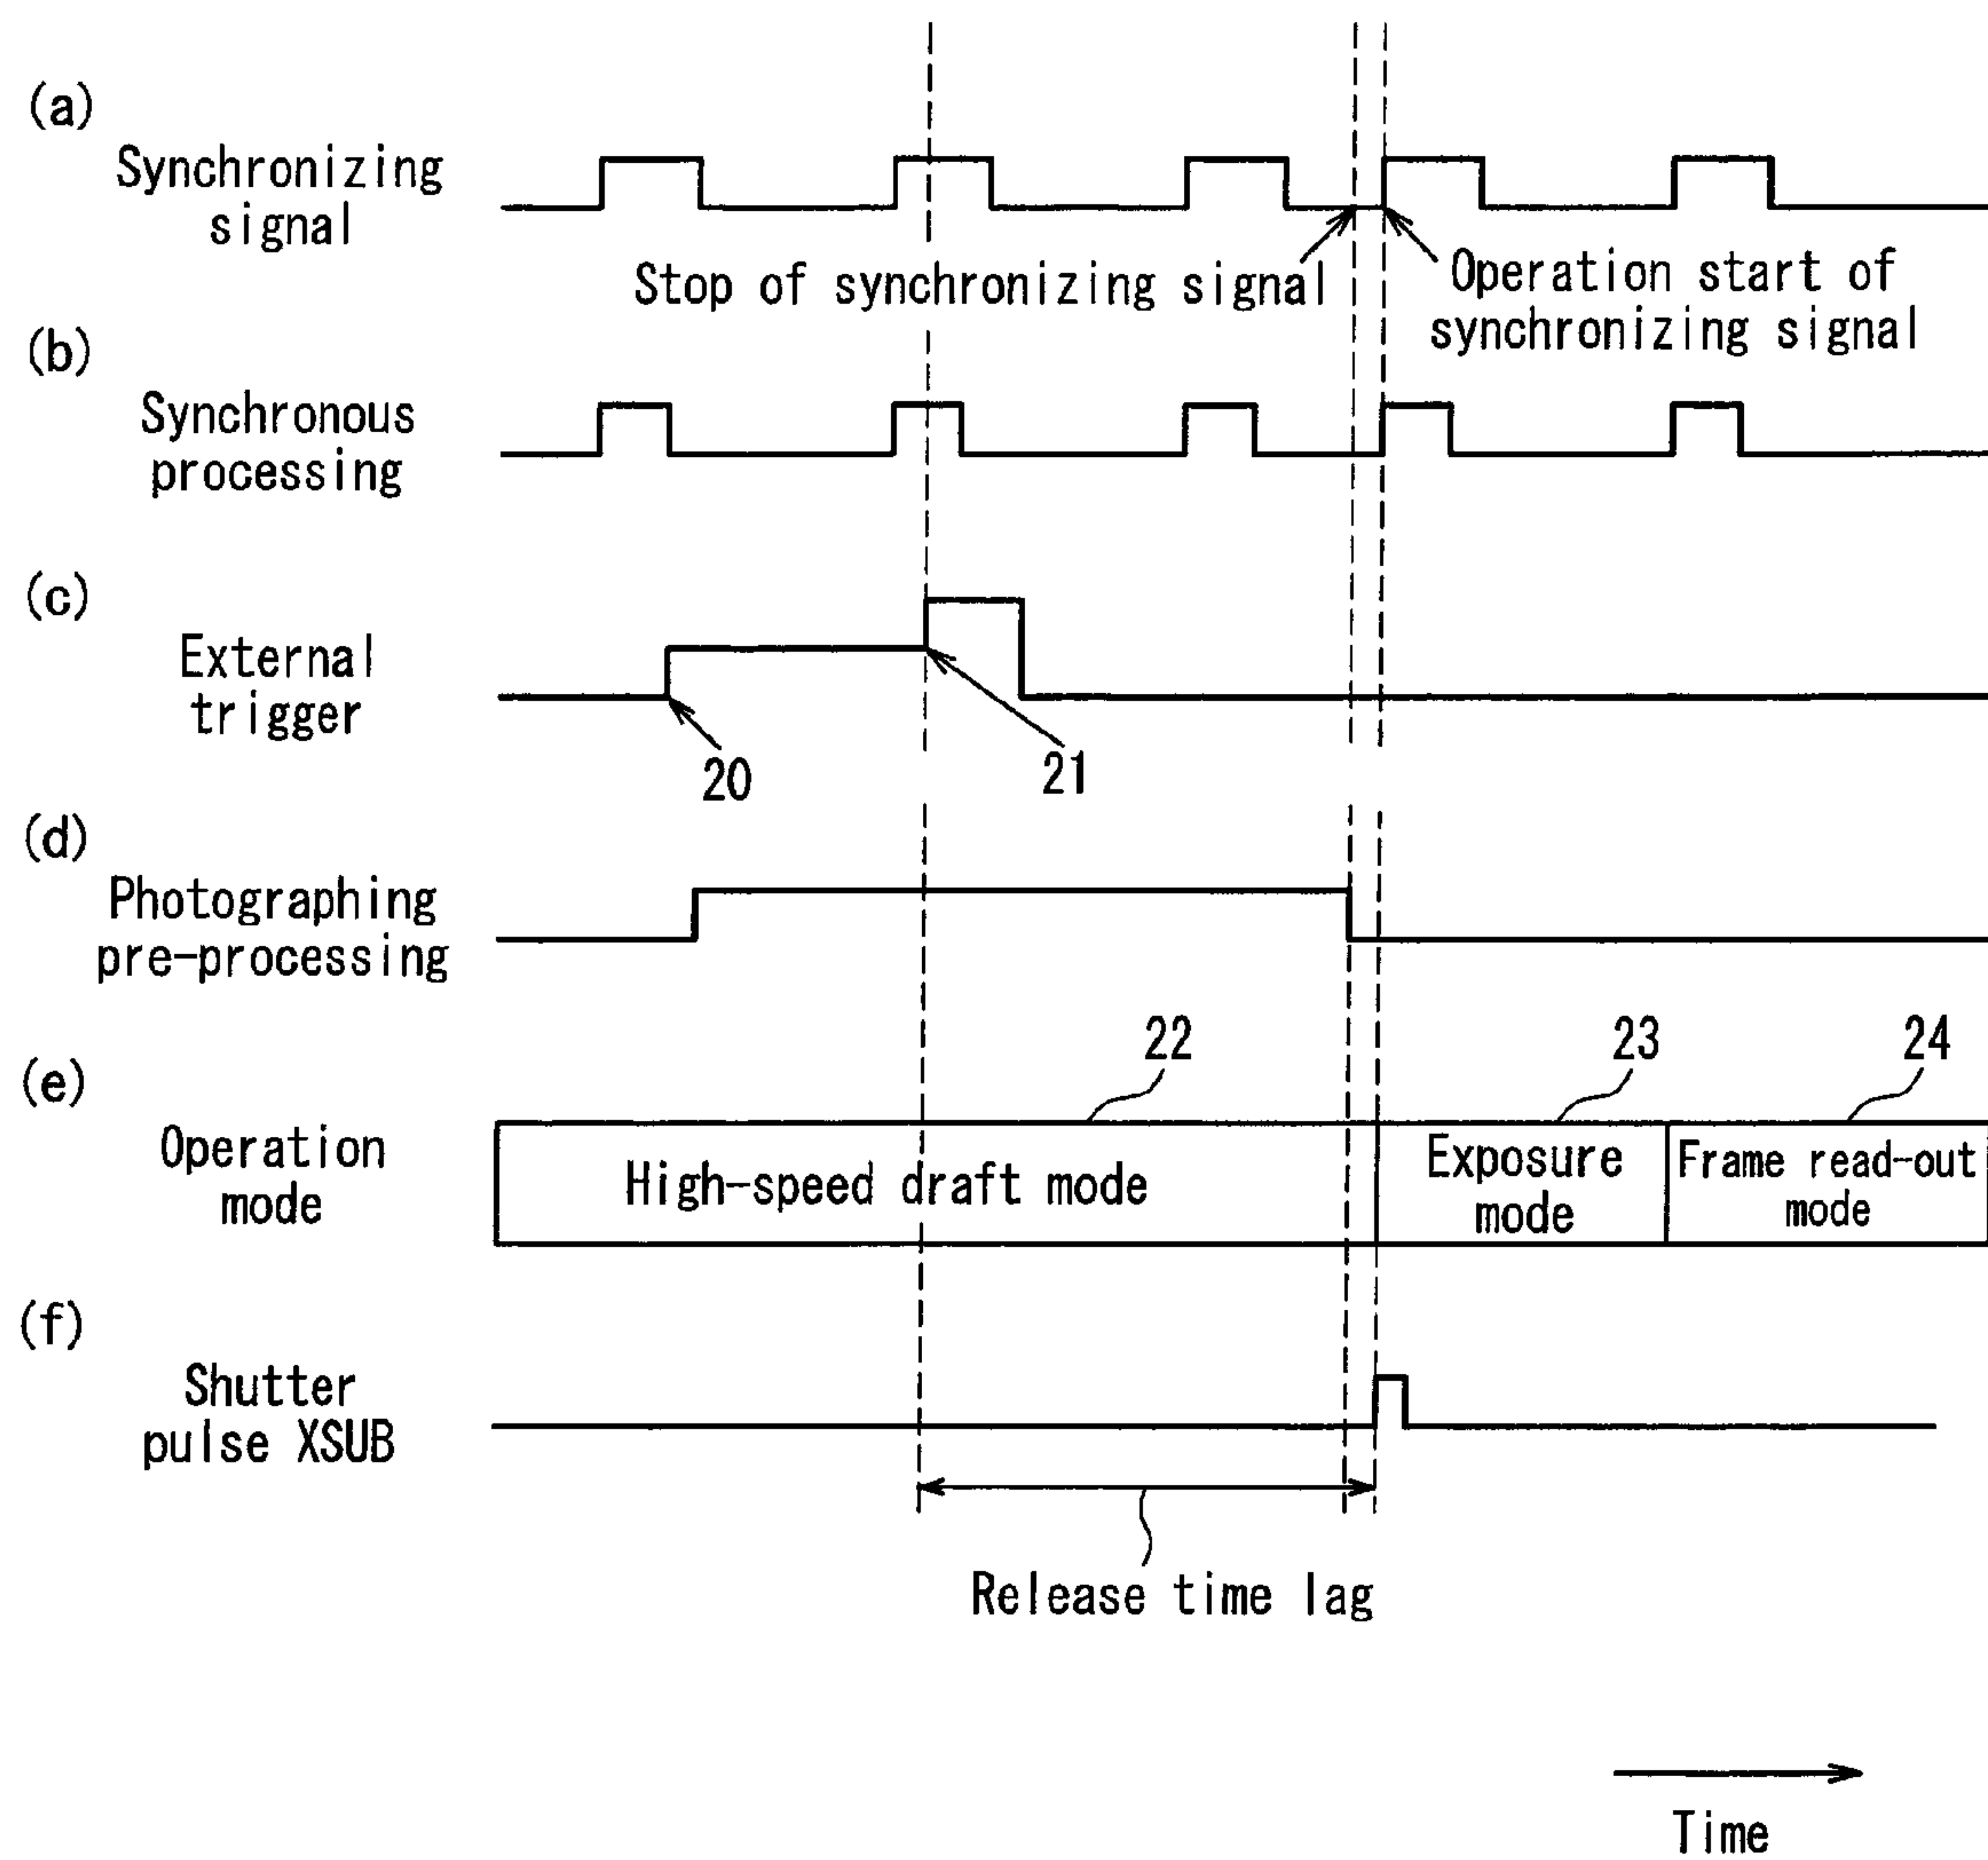 (a)
Synchronizing
signal
Stop of synchronizing signal
Operation start of
synchronizing signal
(b)
Synchronous
processing
(c)
External
trigger
20
21
(d)
Photographing
pre-processing
(e)
22
23
24
Operation
mode
High-speed draft mode
Exposure
mode
Frame read-out
mode
(f)
Shutter
pulse XSUB
Release time lag
Time